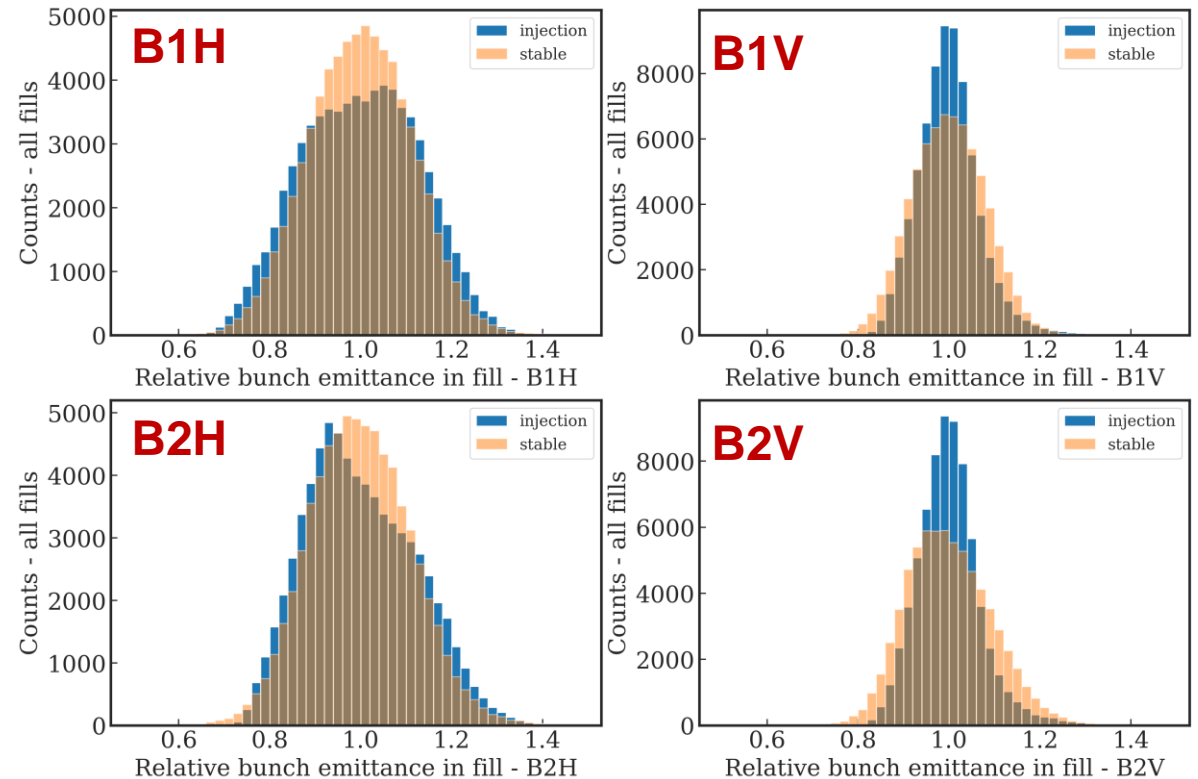 B1H
injection
stable
Counts - all fills
5000
4000
3000
2000
1000
0
0.6 0.8 1.0 1.2 1.4
Relative bunch emittance in fill - B1H
B1V
injection
stable
Counts - all fills
8000
6000
4000
2000
0
0.6 0.8 1.0 1.2 1.4
Relative bunch emittance in fill - B1V
B2H
injection
stable
Counts - all fills
5000
4000
3000
2000
1000
0
0.6 0.8 1.0 1.2 1.4
Relative bunch emittance in fill - B2H
B2V
injection
stable
Counts - all fills
8000
6000
4000
2000
0
0.6 0.8 1.0 1.2 1.4
Relative bunch emittance in fill - B2V